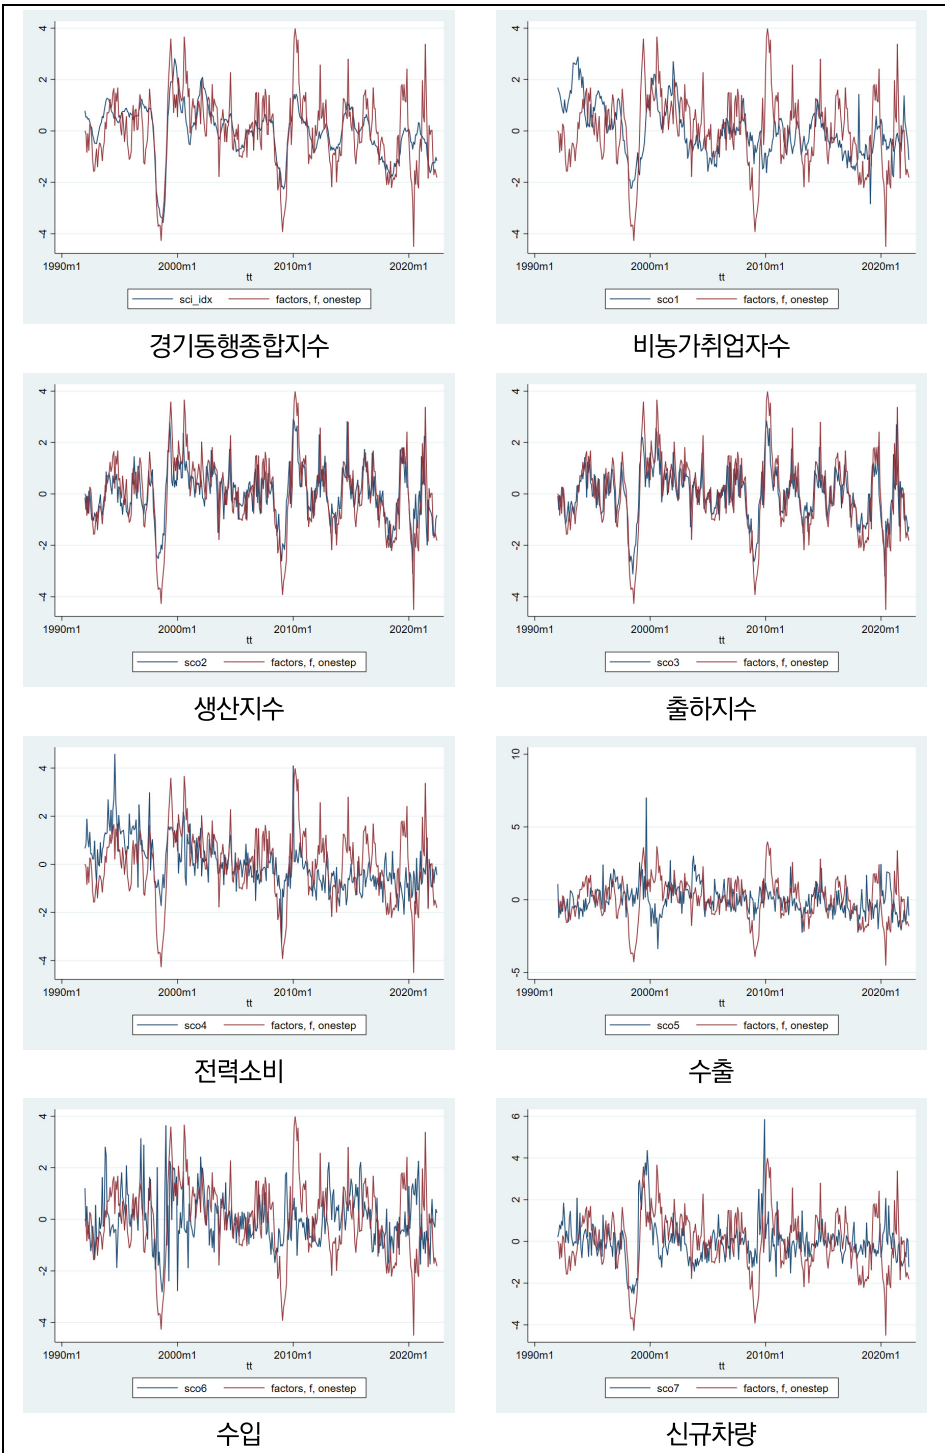 4
2
0
-2
-4
1990m1 2000m1 2010m1 2020m1
tt
sci_idx factors, f, onestep
경기동행종합지수
4
2
0
-2
-4
1990m1 2000m1 2010m1 2020m1
tt
sco1 factors, f, onestep
비농가취업자수
4
2
0
-2
-4
1990m1 2000m1 2010m1 2020m1
tt
sco2 factors, f, onestep
생산지수
4
2
0
-2
-4
1990m1 2000m1 2010m1 2020m1
tt
sco3 factors, f, onestep
출하지수
4
2
0
-2
-4
1990m1 2000m1 2010m1 2020m1
tt
sco4 factors, f, onestep
전력소비
10
5
0
-5
1990m1 2000m1 2010m1 2020m1
tt
sco5 factors, f, onestep
수출
4
2
0
-2
-4
1990m1 2000m1 2010m1 2020m1
tt
sco6 factors, f, onestep
수입
6
4
2
0
-2
-4
1990m1 2000m1 2010m1 2020m1
tt
sco7 factors, f, onestep
신규차량